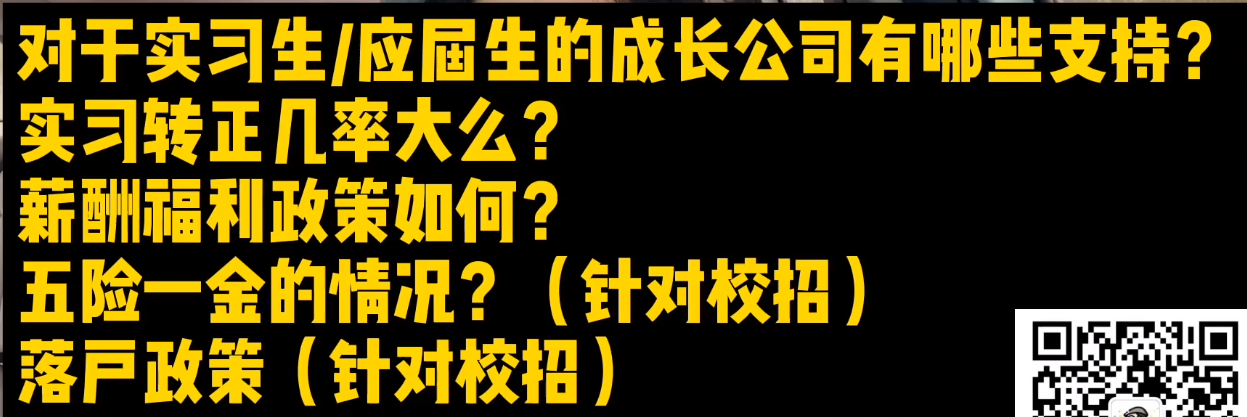 对于实习生/应届生的成长公司有哪些支持？
实习转正几率大么？
薪酬福利政策如何？
五险一金的情况？（针对校招）
落户政策（针对校招）